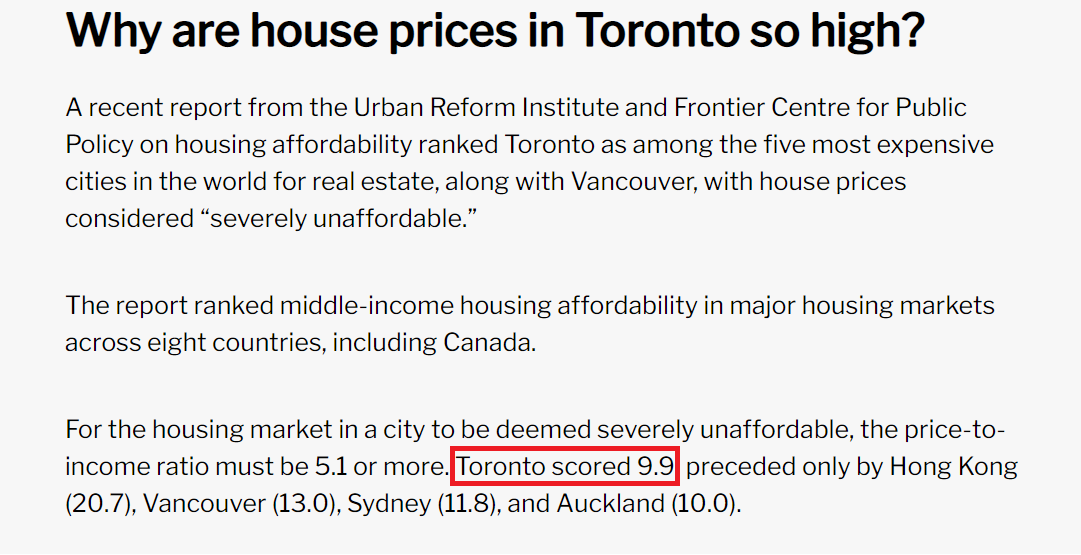 Why are house prices in Toronto so high?
A recent report from the Urban Reform Institute and Frontier Centre for Public
Policy on housing affordability ranked Toronto as among the five most expensive
cities in the world for real estate, along with Vancouver, with house prices
considered “severely unaffordable.”
The report ranked middle-income housing affordability in major housing markets
across eight countries, including Canada.
For the housing market in a city to be deemed severely unaffordable, the price-to-
income ratio must be 5.1 or more. Toronto scored 9.9 preceded only by Hong Kong
(20.7), Vancouver (13.0), Sydney (11.8), and Auckland (10.0).